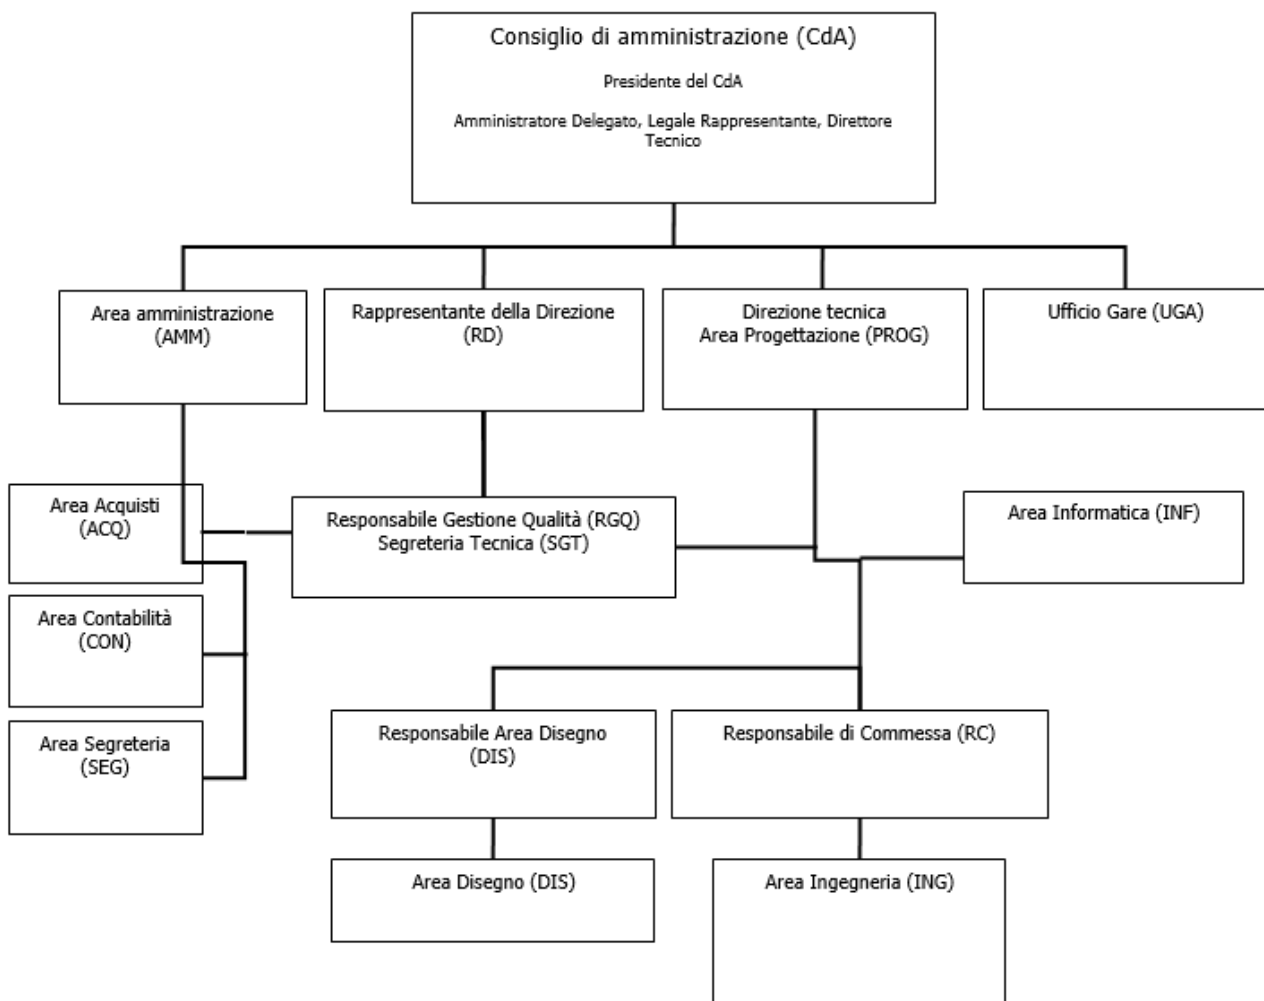 Consiglio di amministrazione (CdA)
Presidente del CdA
Amministratore Delegato, Legale Rappresentante, Direttore
Tecnico
Area amministrazione
(AMM)
Rappresentante della Direzione
(RD)
Direzione tecnica
Area Progettazione (PROG)
Ufficio Gare (UGA)
Area Acquisti
(ACQ)
Responsabile Gestione Qualità (RGQ)
Segreteria Tecnica (SGT)
Area Informatica (INF)
Area Contabilità
(CON)
Area Segreteria
(SEG)
Responsabile Area Disegno
(DIS)
Responsabile di Commessa (RC)
Area Disegno (DIS)
Area Ingegneria (ING)